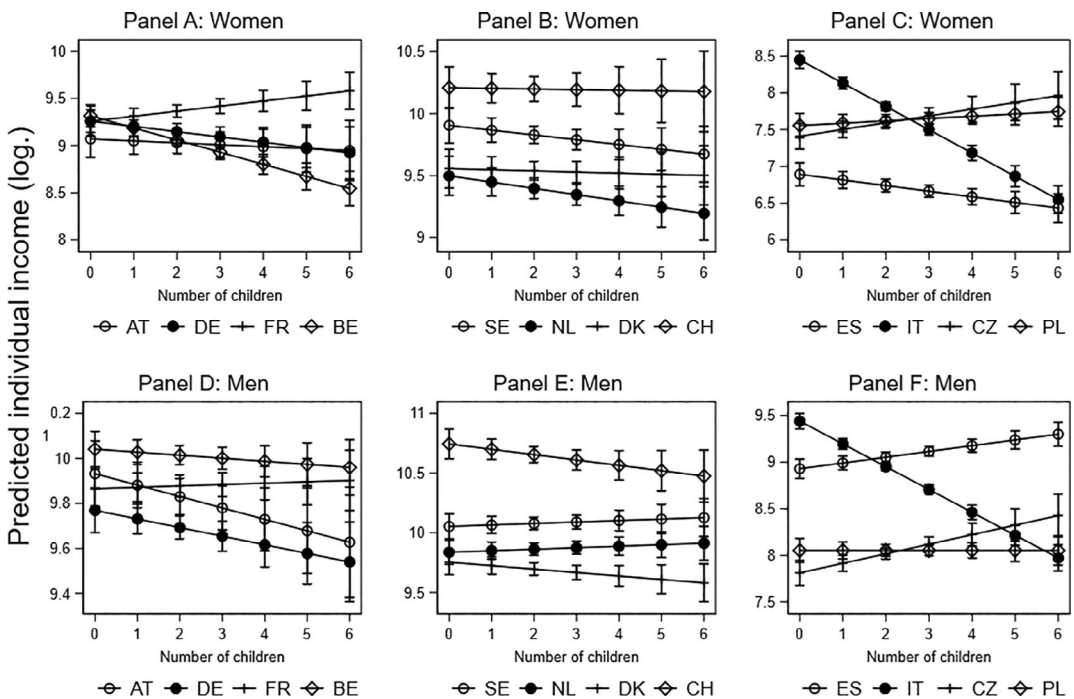 Panel A: Women
Panel B: Women
Panel C: Women
Predicted individual income (log.)
10
9.5
9
8.5
8
10.5
10
9.5
9
8.5
8
7.5
7
6.5
6
0 1 2 3 4 5 6
0 1 2 3 4 5 6
0 1 2 3 4 5 6
Number of children
Number of children
Number of children
AT DE FR BE
SE NL DK CH
ES IT CZ PL
Panel D: Men
Panel E: Men
Panel F: Men
0.2
1
10
9.8
9.6
9.4
11
10.5
10
9.5
9.5
9
8.5
8
7.5
0 1 2 3 4 5 6
0 1 2 3 4 5 6
0 1 2 3 4 5 6
Number of children
Number of children
Number of children
AT DE FR BE
SE NL DK CH
ES IT CZ PL